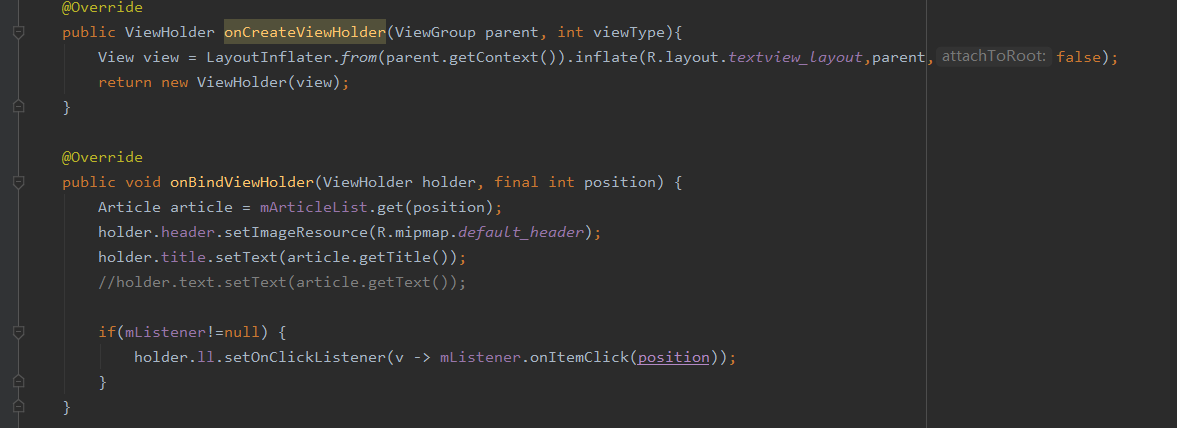 @Override
public ViewHolder onCreateViewHolder(ViewGroup parent, int viewType){
View view = LayoutInflater.from(parent.getContext()).inflate(R.layout.textview_layout,parent, attachToRoot: false);
return new ViewHolder(view);
}
@Override
public void onBindViewHolder(ViewHolder holder, final int position) {
Article article = mArticleList.get(position);
holder.header.setImageResource(R.mipmap.default_header);
holder.title.setText(article.getTitle());
//holder.text.setText(article.getText());
if(mListener!=null) {
holder.ll.setOnClickListener(v -> mListener.onItemClick(position));
}
}